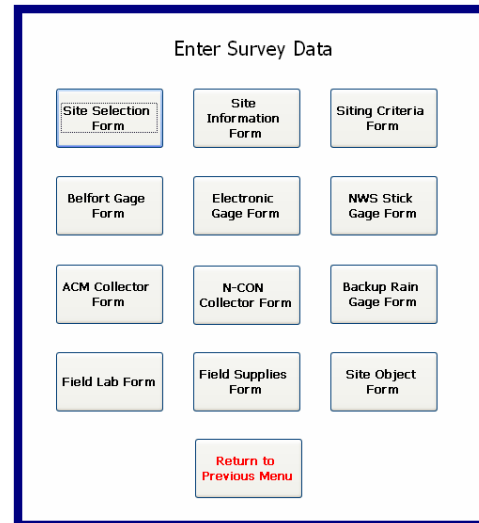 Enter Survey Data
Site Selection
Form
Site
Information
Form
Siting Criteria
Form
Belfort Gage
Form
Electronic
Gage Form
NWS Stick
Gage Form
ACM Collector
Form
N-CON
Collector Form
Backup Rain
Gage Form
Field Lab Form
Field Supplies
Form
Site Object
Form
Return to
Previous Menu